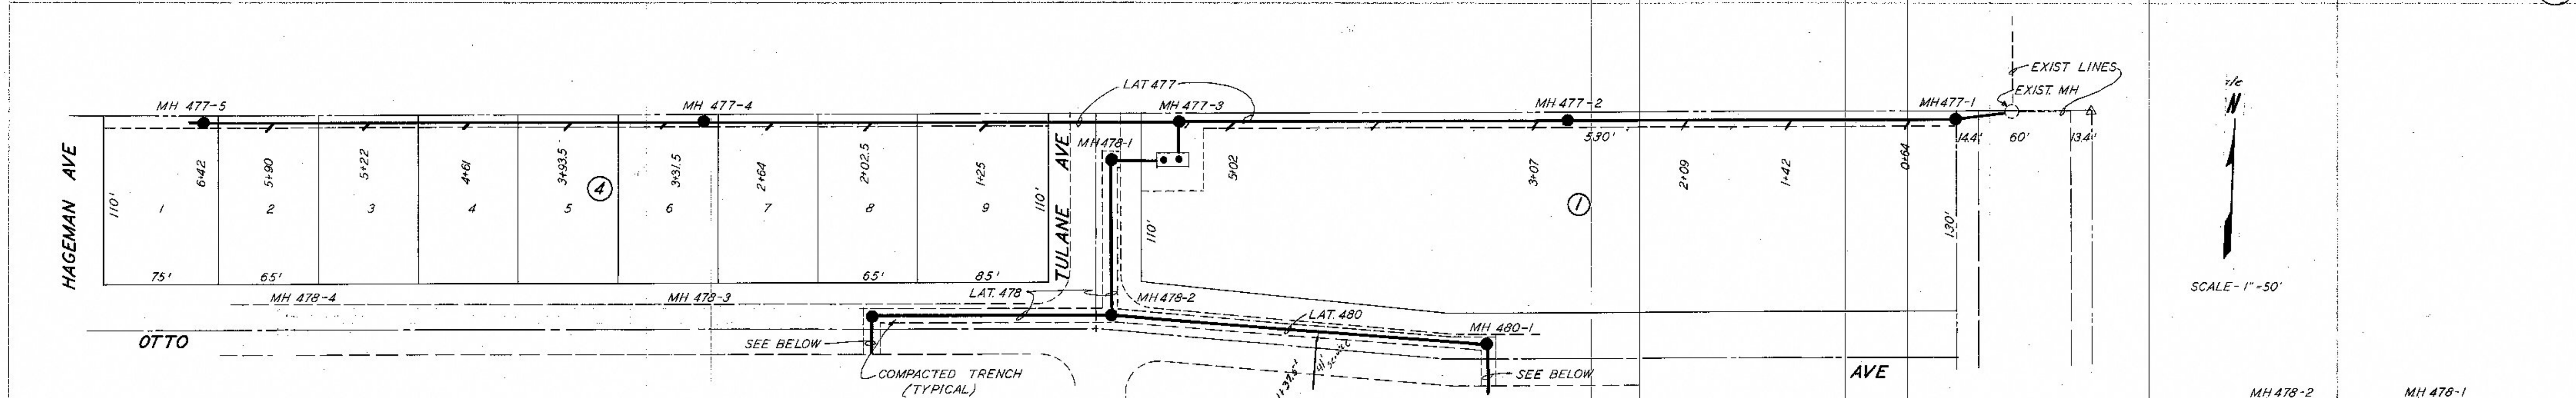 LAT 477
EXIST LINES
EXIST. MH
MH 477-5
MH 477-4
MH 477-3
MH 477-2
MH 477-1
N
530'
14.4'
60'
13.4'
MH 478-1
HAGEMAN AVE
110'
6+42
5+90
5+22
4+61
3+93.5
3+31.5
2+64
2+02.5
1+25
110'
TULANE AVE
110'
5+02
3+07
2+09
1+42
0+64
130'
4
1
1
2
3
4
5
6
7
8
9
75'
65'
65'
85'
SCALE - 1"=50'
MH 478-4
MH 478-3
LAT. 478
MH 478-2
LAT. 480
MH 480-1
OTTO
SEE BELOW
COMPACTED TRENCH
(TYPICAL)
1+37.5'
41' service
SEE BELOW
AVE
MH 478-2
MH 478-1